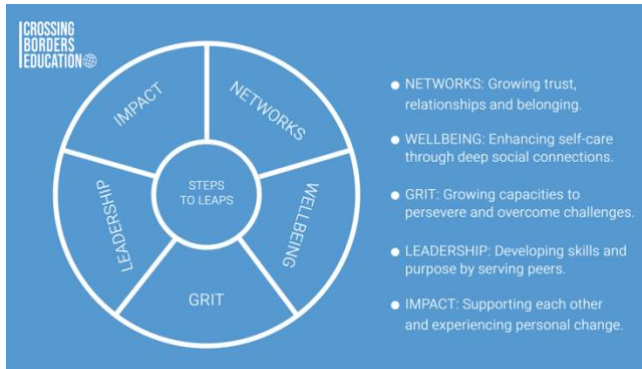 CROSSING
BORDERS
EDUCATION
IMPACT
NETWORKS
LEADERSHIP
STEPS
TO LEAPS
WELLBEING
GRIT
NETWORKS: Growing trust,
relationships and belonging.
WELLBEING: Enhancing self-care
through deep social connections.
GRIT: Growing capacities to
persevere and overcome challenges.
LEADERSHIP: Developing skills and
purpose by serving peers.
IMPACT: Supporting each other
and experiencing personal change.